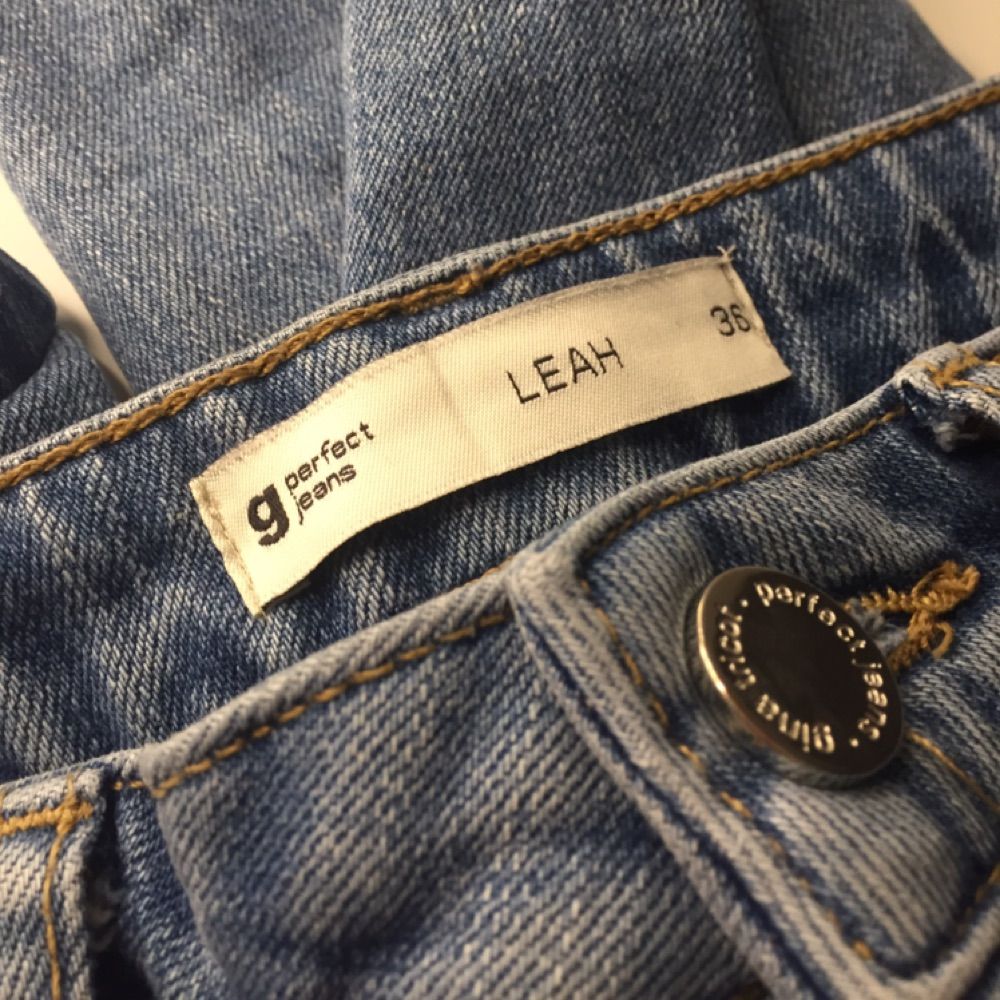 g perfect
jeans
LEAH
36
gina tricot · perfect jeans ·